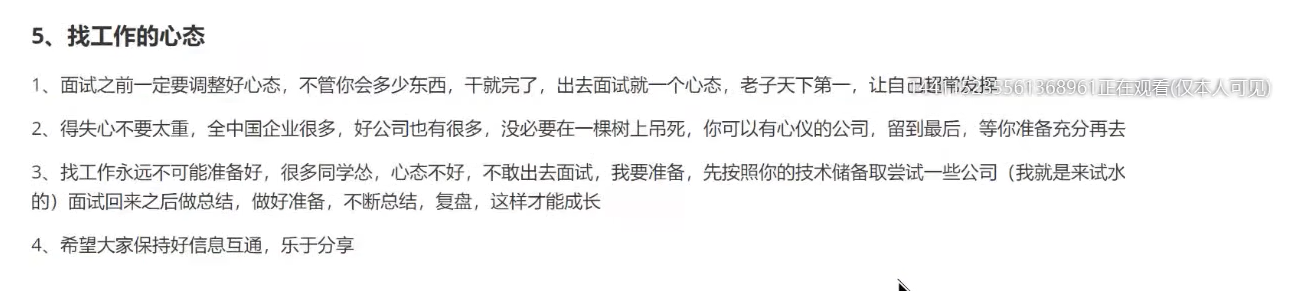 5、找工作的心态
1、面试之前一定要调整好心态，不管你会多少东西，干就完了，出去面试就一个心态，老子天下第一，让自己超常发挥
561368961正在观看(仅本人可见)
2、得失心不要太重，全中国企业很多，好公司也有很多，没必要在一棵树上吊死，你可以有心仪的公司，留到最后，等你准备充分再去
3、找工作永远不可能准备好，很多同学怂，心态不好，不敢出去面试，我要准备，先按照你的技术储备取尝试一些公司（我就是来试水
的）面试回来之后做总结，做好准备，不断总结，复盘，这样才能成长
4、希望大家保持好信息互通，乐于分享